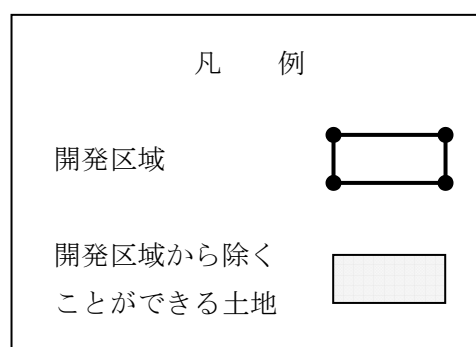 凡　　例
開発区域
開発区域から除く
ことができる土地